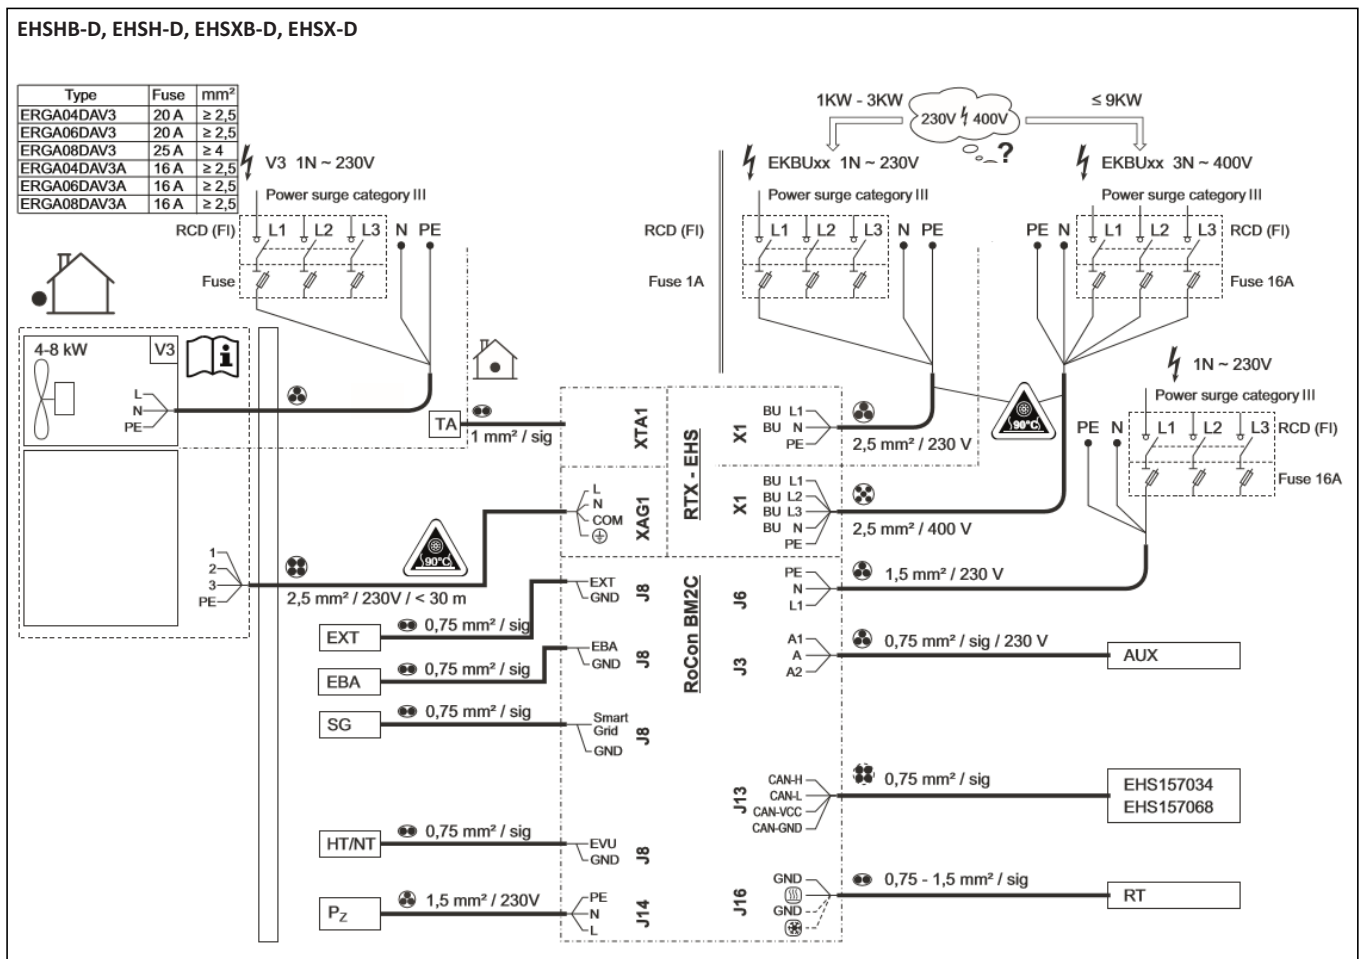 EHSHB-D, EHSH-D, EHSXB-D, EHSX-D
Type Fuse mm²
ERGA04DAV3 20 A ≥ 2,5
ERGA06DAV3 20 A ≥ 2,5
ERGA08DAV3 25 A ≥ 4
ERGA04DAV3A 16 A ≥ 2,5
ERGA06DAV3A 16 A ≥ 2,5
ERGA08DAV3A 16 A ≥ 2,5
1KW - 3KW
230V 400V
≤ 9KW
?
V3 1N ~ 230V
Power surge category III
RCD (FI)
L1 L2 L3 N PE
Fuse
EKBUxx 1N ~ 230V
Power surge category III
RCD (FI)
L1 L2 L3 N PE
Fuse 1A
EKBUxx 3N ~ 400V
Power surge category III
PE N L1 L2 L3
RCD (FI)
Fuse 16A
1N ~ 230V
Power surge category III
PE N L1 L2 L3
RCD (FI)
Fuse 16A
4-8 kW
V3
i
L
N
PE
TA
1 mm² / sig
XTA1
RTX - EHS
X1
BU L1
BU N
PE
2,5 mm² / 230 V
90°C
L
N
COM
XAG1
X1
BU L1
BU L2
BU L3
BU N
PE
2,5 mm² / 400 V
90°C
1
2
3
PE
2,5 mm² / 230V / < 30 m
RoCon BM2C
EXT
0,75 mm² / sig
EXT
GND
J8
EBA
0,75 mm² / sig
EBA
GND
J8
SG
0,75 mm² / sig
Smart
Grid
GND
J8
HT/NT
0,75 mm² / sig
EVU
GND
J8
PZ
1,5 mm² / 230V
PE
N
L
J14
J6
PE
N
L1
1,5 mm² / 230 V
J3
A1
A
A2
0,75 mm² / sig / 230 V
AUX
J13
CAN-H
CAN-L
CAN-VCC
CAN-GND
0,75 mm² / sig
EHS157034
EHS157068
J16
GND
GND
0,75 - 1,5 mm² / sig
RT